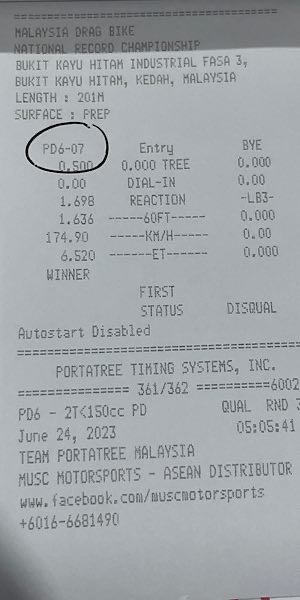 ==============================
MALAYSIA DRAG BIKE
NATIONAL RECORD CHAMPIONSHIP
BUKIT KAYU HITAM INDUSTRIAL FASA 3,
BUKIT KAYU HITAM, KEDAH, MALAYSIA
LENGTH : 201M
SURFACE : PREP
PD6-07 Entry BYE
0.500 0.000 TREE 0.000
0.00 DIAL-IN 0.00
1.698 REACTION -LB3-
1.636 -----60FT----- 0.000
174.90 -----KM/H----- 0.00
6.520 ------ET------ 0.000
WINNER
FIRST
STATUS DISQUAL
Autostart Disabled
==============================
PORTATREE TIMING SYSTEMS, INC.
============== 361/362 ==========6002
PD6 - 2T<150cc PD QUAL RND 3
June 24, 2023 05:05:41
TEAM PORTATREE MALAYSIA
MUSC MOTORSPORTS - ASEAN DISTRIBUTOR
www.facebook.com/muscmotorsports
+6016-6681490